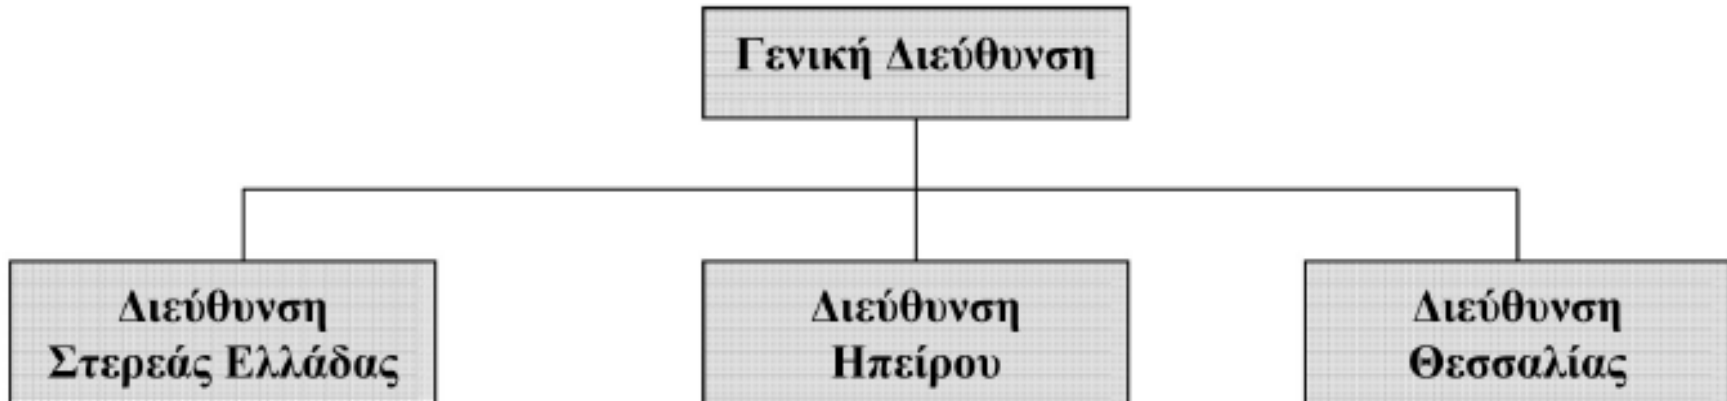 Γενική Διεύθυνση
Διεύθυνση
Στερεάς Ελλάδας
Διεύθυνση
Ηπείρου
Διεύθυνση
Θεσσαλίας